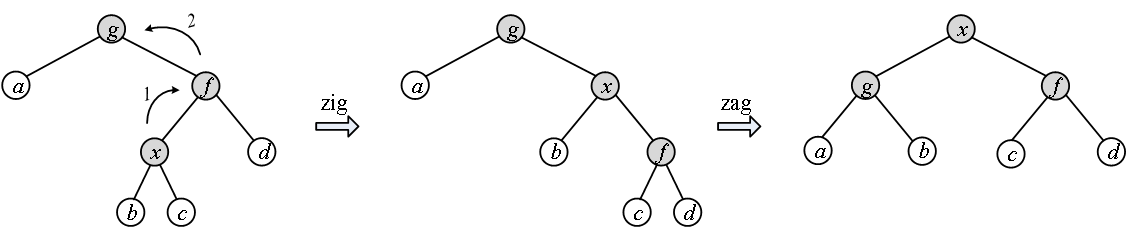 g 2 g x
a f a x g f
1 zig zag
x d b f a b c d
b c c d